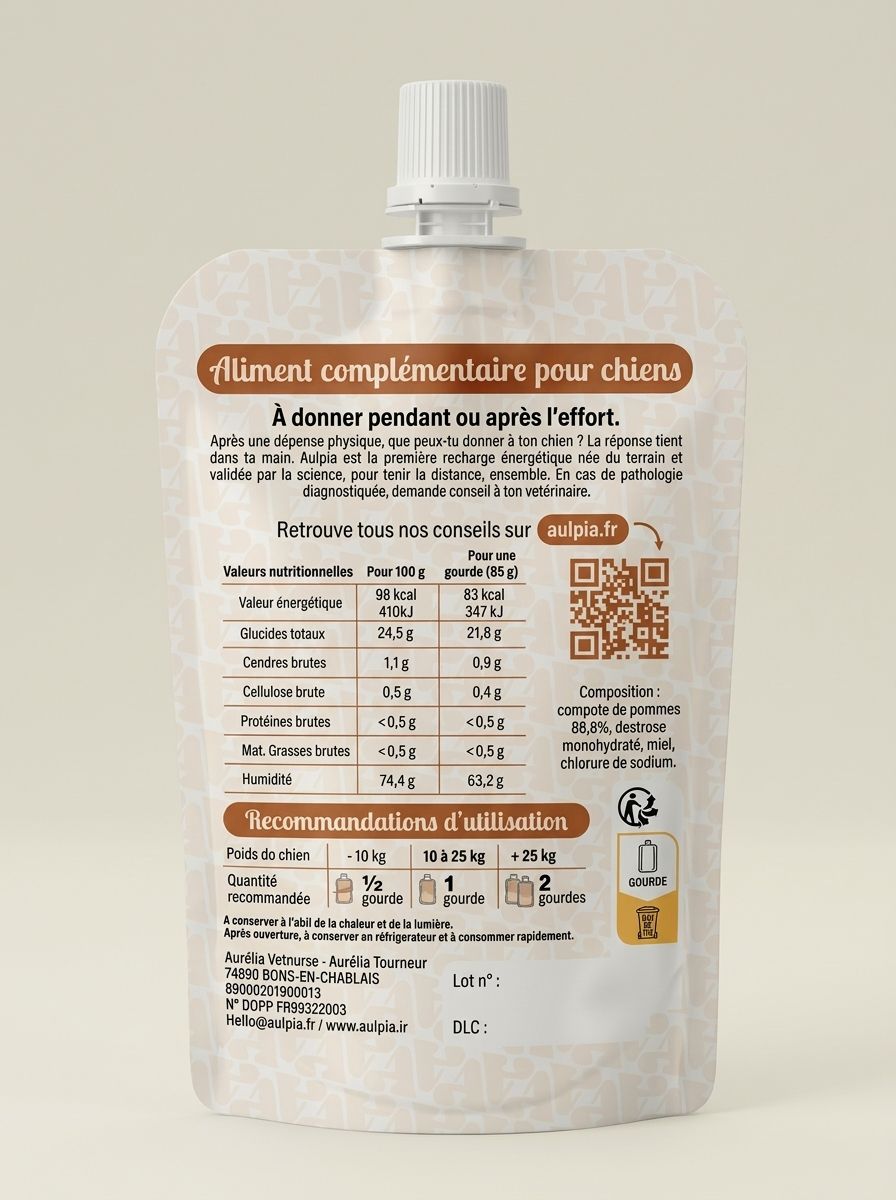 Aliment complémentaire pour chiens
À donner pendant ou après l'effort.
Après une dépense physique, que peux-tu donner à ton chien ? La réponse tient
dans ta main. Aulpia est la première recharge énergétique née du terrain et
validée par la science, pour tenir la distance, ensemble. En cas de pathologie
diagnostiquée, demande conseil à ton vetérinaire.
Retrouve tous nos conseils sur aulpia.fr
Valeurs nutritionnelles Pour 100 g Pour une gourde (85 g)
Valeur énergétique 98 kcal 410kJ 83 kcal 347 kJ
Glucides totaux 24,5 g 21,8 g
Cendres brutes 1,1 g 0,9 g
Cellulose brute 0,5 g 0,4 g
Protéines brutes <0,5 g <0,5 g
Mat. Grasses brutes <0,5 g <0,5 g
Humidité 74,4 g 63,2 g
Composition :
compote de pommes
88,8%, destrose
monohydraté, miel,
chlorure de sodium.
Recommandations d'utilisation
Poids do chien - 10 kg 10 à 25 kg + 25 kg
Quantité recommandée ½ gourde 1 gourde 2 gourdes
GOURDE
A conserver à l'abil de la chaleur et de la lumière.
Après ouverture, à conserver an réfrigerateur et à consommer rapidement.
Aurélia Vetnurse - Aurélia Tourneur
74890 BONS-EN-CHABLAIS
89000201900013
N° DOPP FR99322003
Hello@aulpia.fr / www.aulpia.ir
Lot n° :
DLC :